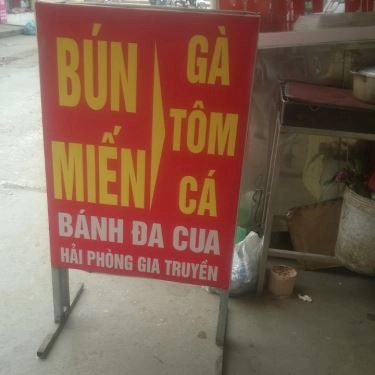 BÚN
MIẾN
GÀ
TÔM
CÁ
BÁNH ĐA CUA
HẢI PHÒNG GIA TRUYỀN